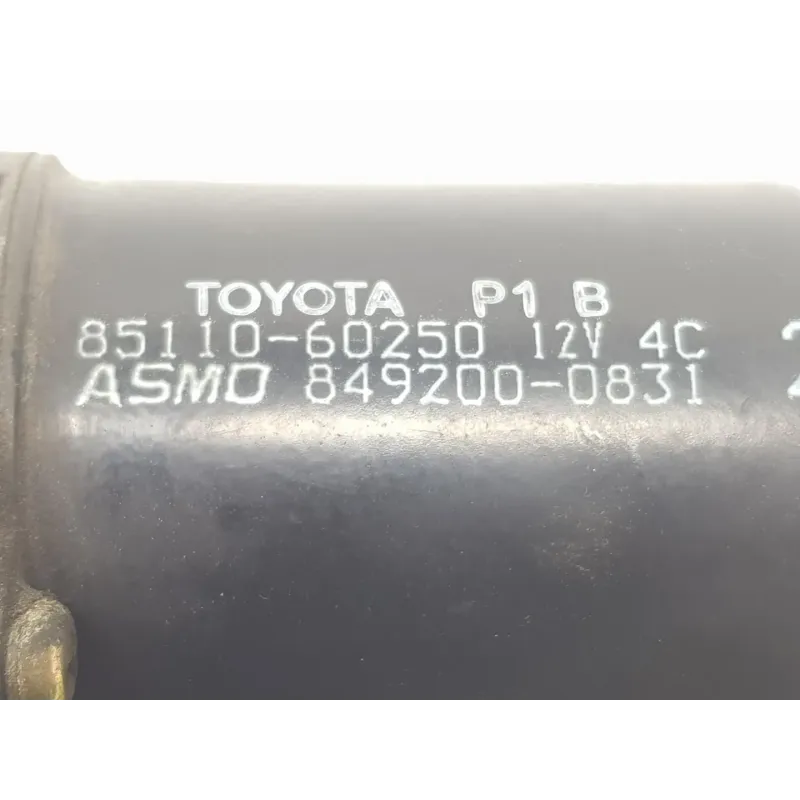 TOYOTA P1 B
85110-60250 12V 4C
ASMO 849200-0831